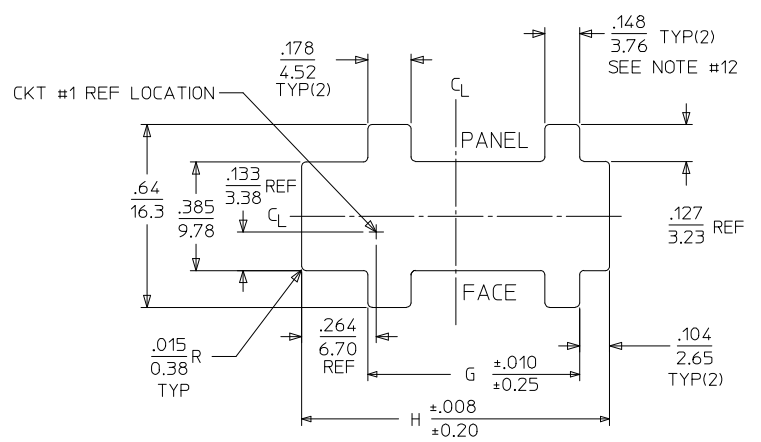 .178
4.52
TYP(2)
.148
3.76 TYP(2)
SEE NOTE #12
CKT #1 REF LOCATION
CL
PANEL
.64
16.3
.385
9.78
.133
3.38 REF
CL
.127
3.23 REF
FACE
.015
0.38 R
TYP
.264
6.70
REF
.104
2.65
TYP(2)
G ±.010
±0.25
H ±.008
±0.20